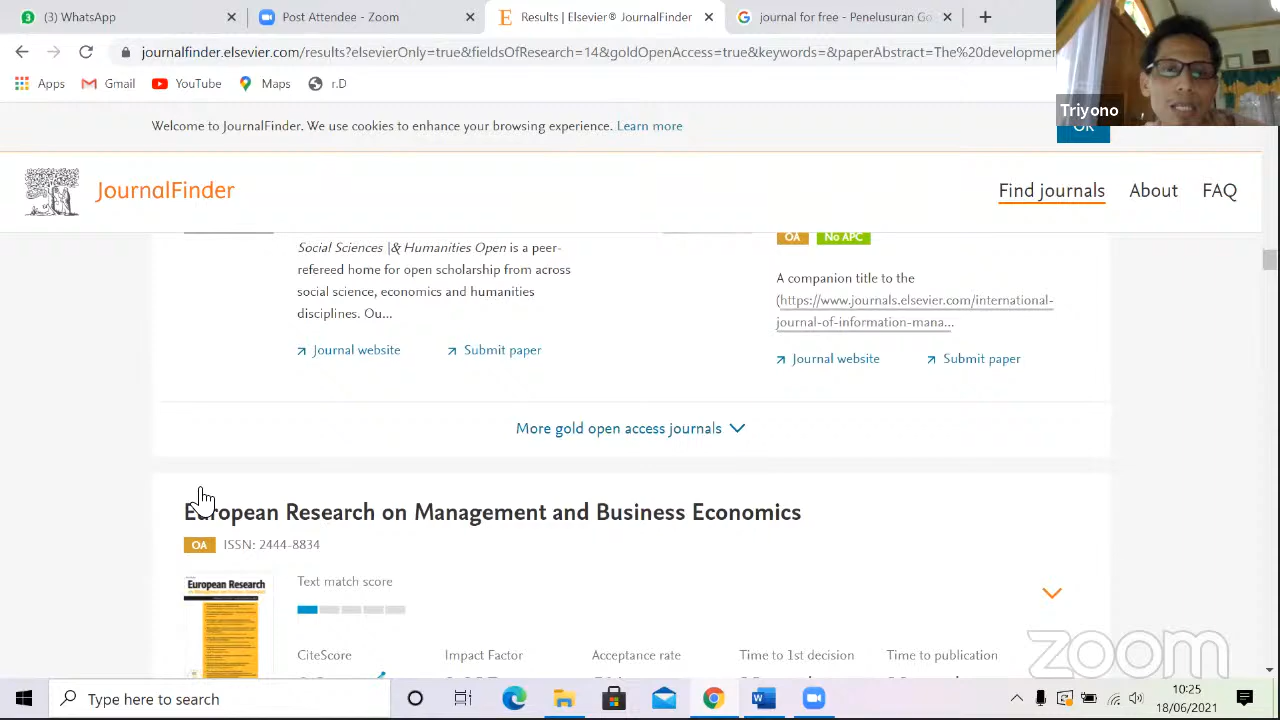 (3) WhatsApp
Post Attendee - Zoom
Results | Elsevier® JournalFinder
journal for free - Penelusuran G
journalfinder.elsevier.com/results?elsevierOnly=true&fieldsOfResearch=14&goldOpenAccess=true&keywords=&paperAbstract=The%20developmen
Apps
Gmail
YouTube
Maps
r.D
Triyono
Welcome to JournalFinder. We use cookies to enhance your browsing experience. Learn more
OK
JournalFinder
Find journals
About
FAQ
Social Sciences |& Humanities Open is a peer-
refereed home for open scholarship from across
social science, economics and humanities
disciplines. Ou...
Journal website
Submit paper
OA
No APC
A companion title to the
(https://www.journals.elsevier.com/international-
journal-of-information-mana...
Journal website
Submit paper
More gold open access journals
European Research on Management and Business Economics
OA
ISSN: 2444-8834
European Research
Text match score
CiteScore
Impact Factor
Time to 1st decision
zoom
Type here to search
10:25
18/06/2021